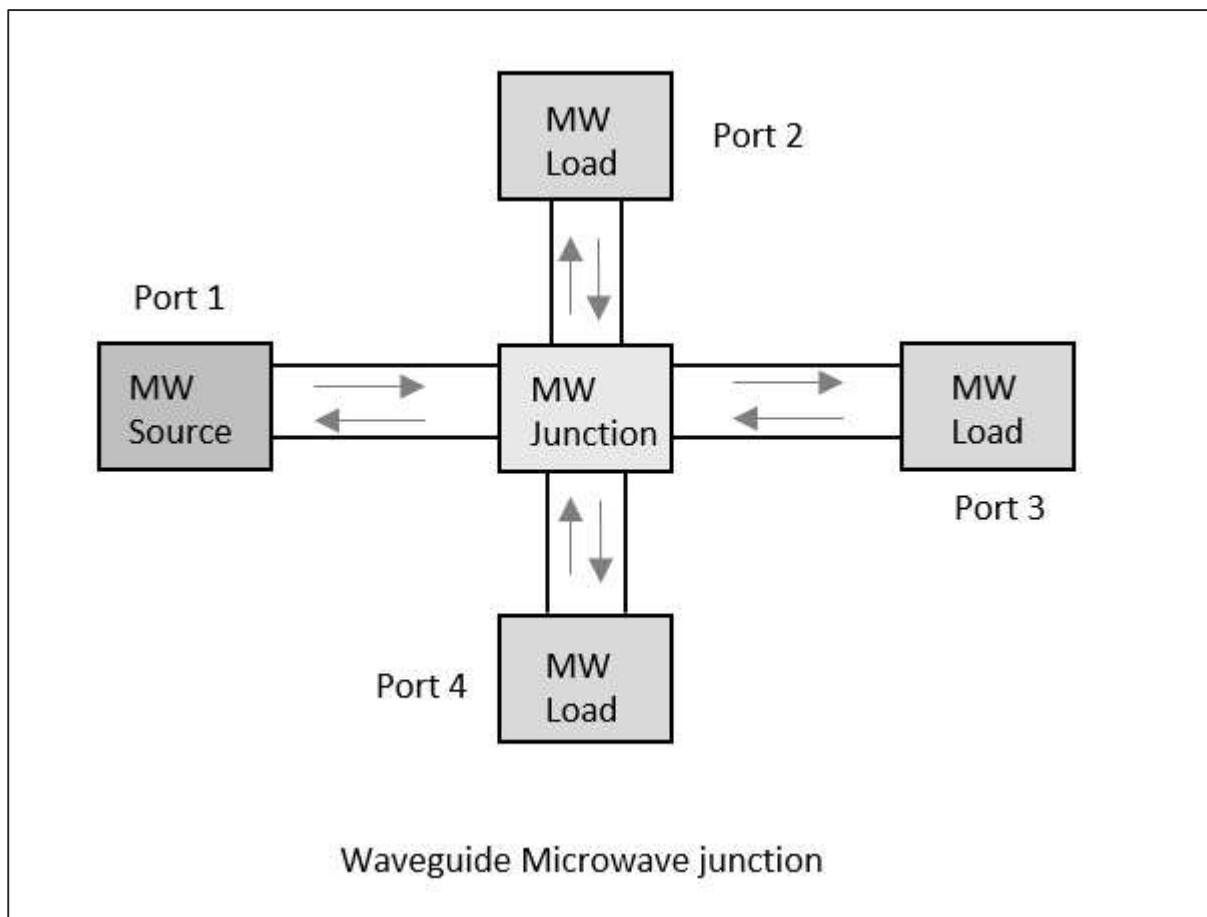 MW
Load
Port 2
Port 1
MW
Source
MW
Junction
MW
Load
Port 3
Port 4
MW
Load
Waveguide Microwave junction